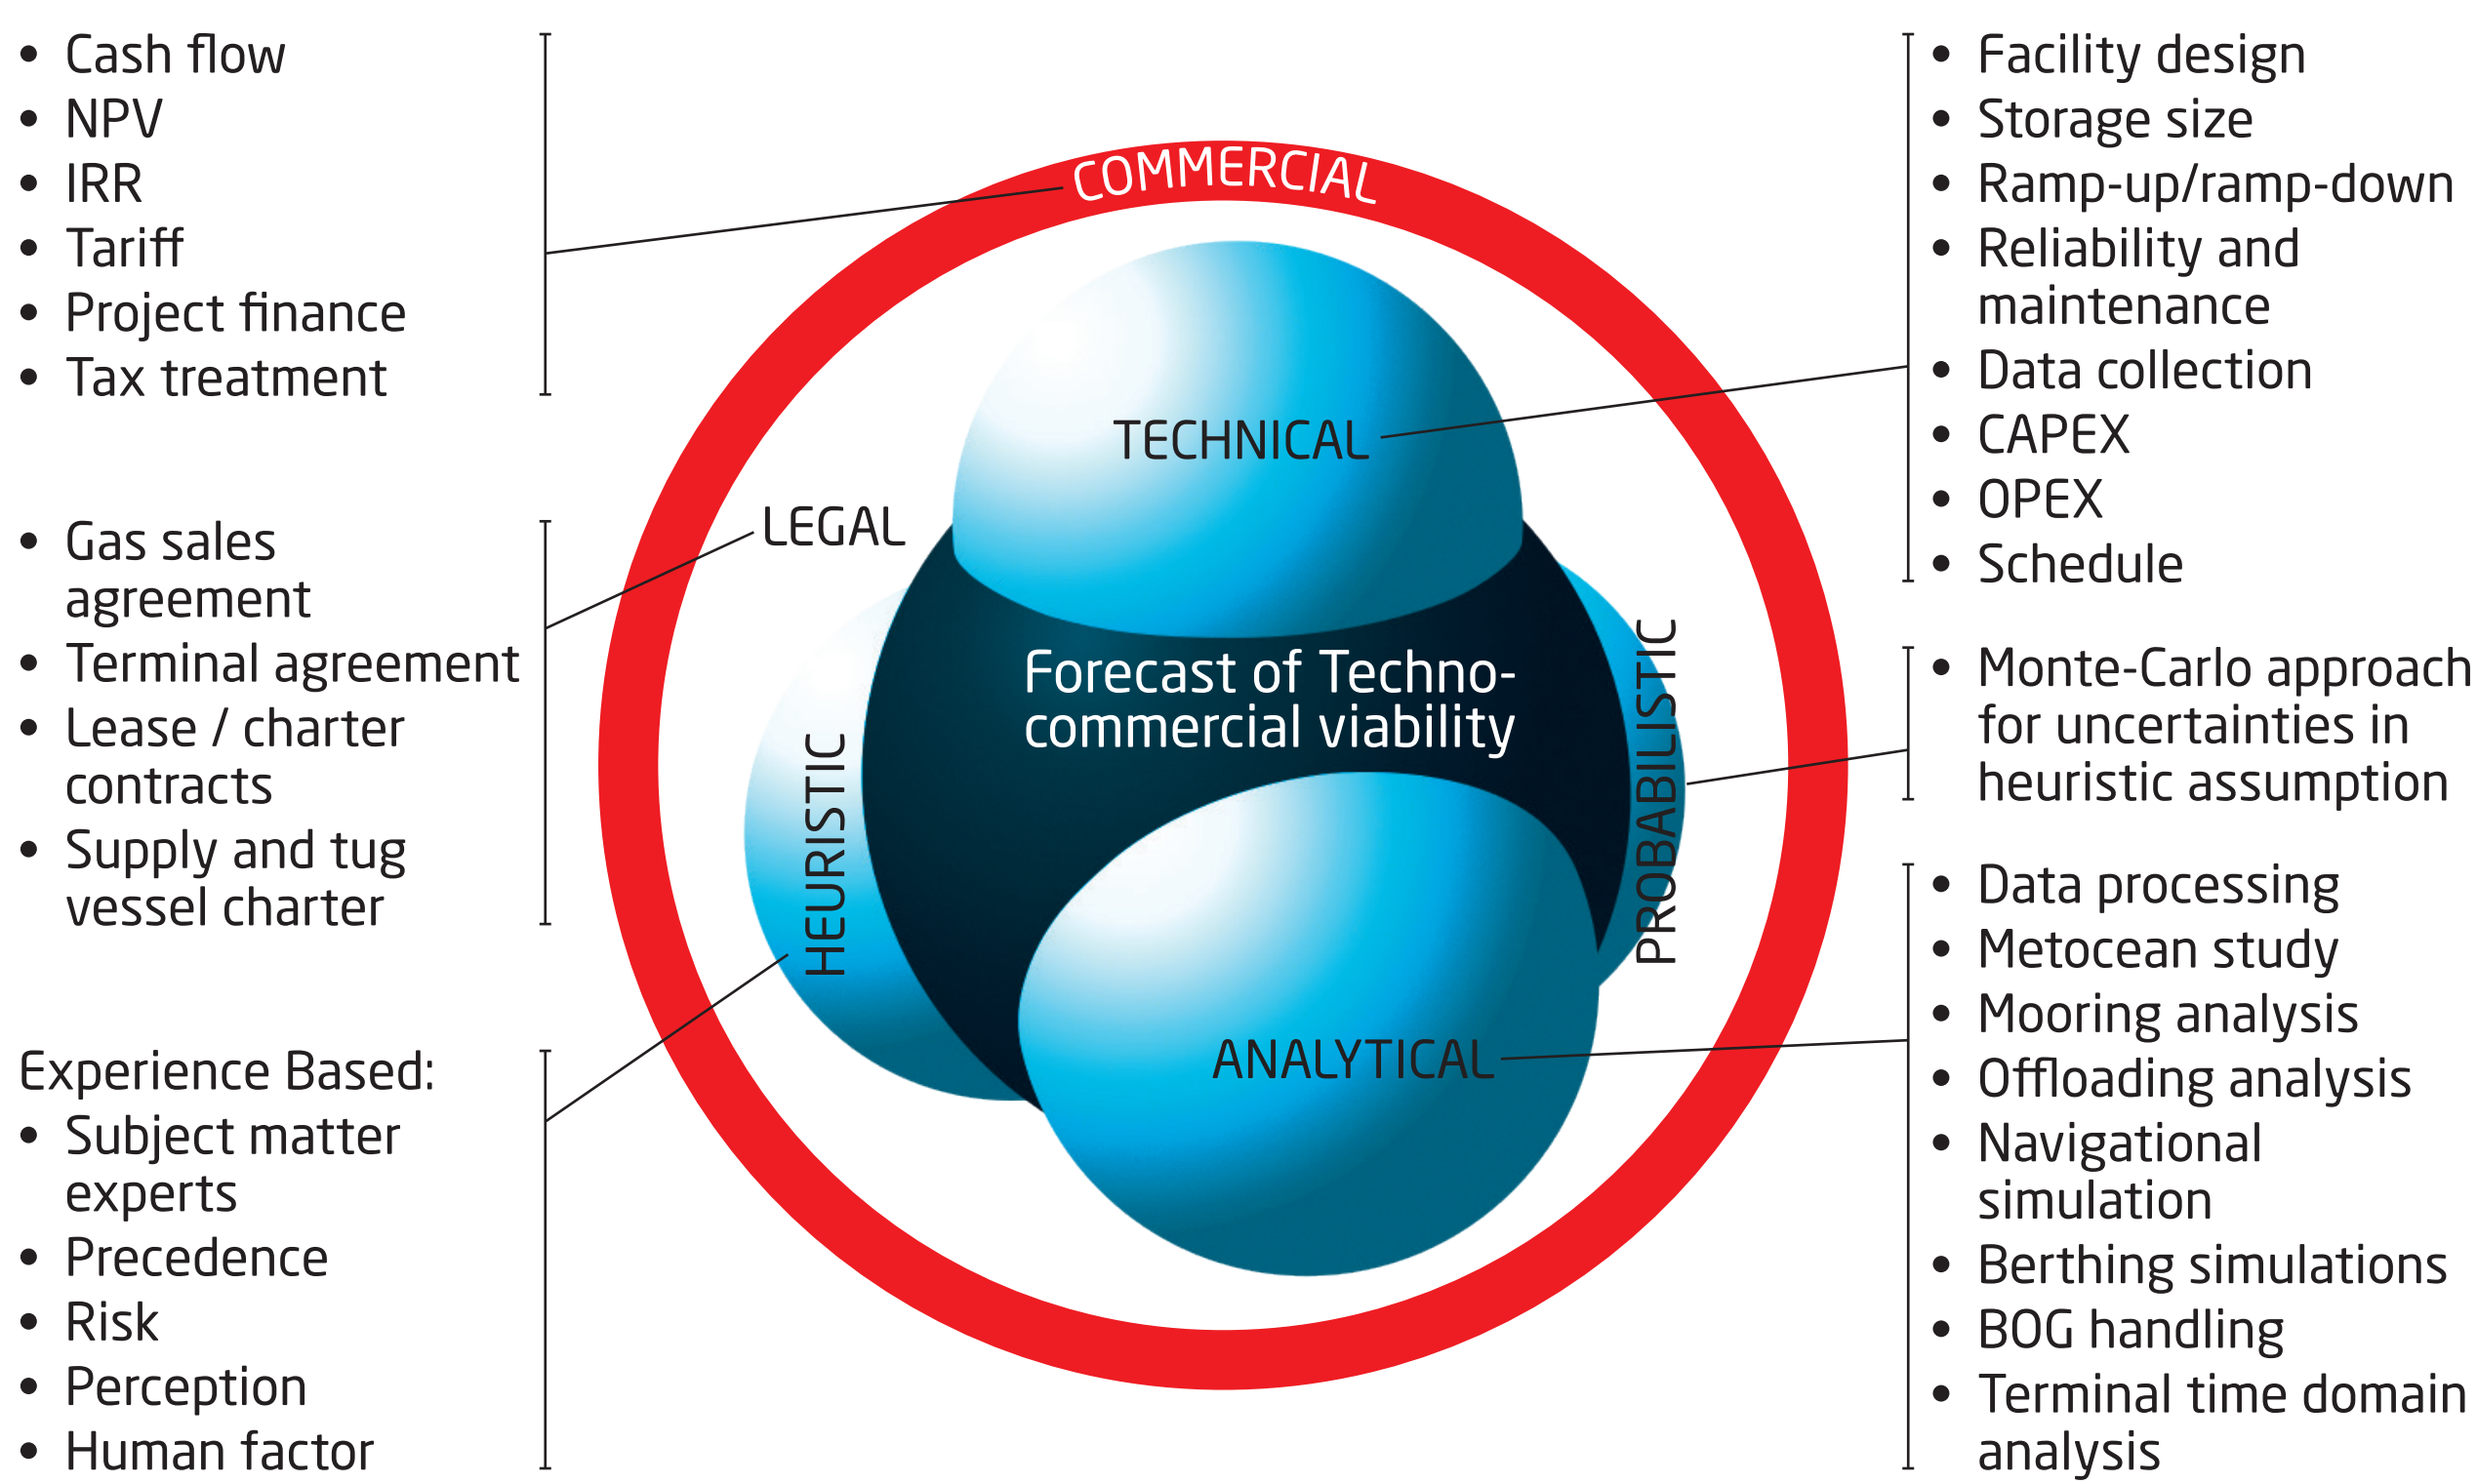 • Cash flow
• NPV
• IRR
• Tariff
• Project finance
• Tax treatment
• Gas sales
agreement
• Terminal agreement
• Lease / charter
contracts
• Supply and tug
vessel charter
Experience Based:
• Subject matter
experts
• Precedence
• Risk
• Perception
• Human factor
COMMERCIAL
TECHNICAL
LEGAL
Forecast of Techno-
commercial viability
HEURISTIC
PROBABILISTIC
ANALYTICAL
• Facility design
• Storage size
• Ramp-up/ramp-down
• Reliability and
maintenance
• Data collection
• CAPEX
• OPEX
• Schedule
• Monte-Carlo approach
for uncertainties in
heuristic assumption
• Data processing
• Metocean study
• Mooring analysis
• Offloading analysis
• Navigational
simulation
• Berthing simulations
• BOG handling
• Terminal time domain
analysis